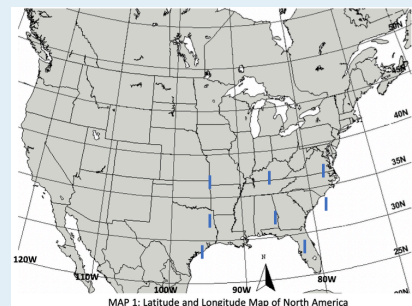 50N
45N
40N
35N
30N
25N
120W
110W
100W
90W
80W
N
MAP 1: Latitude and Longitude Map of North America